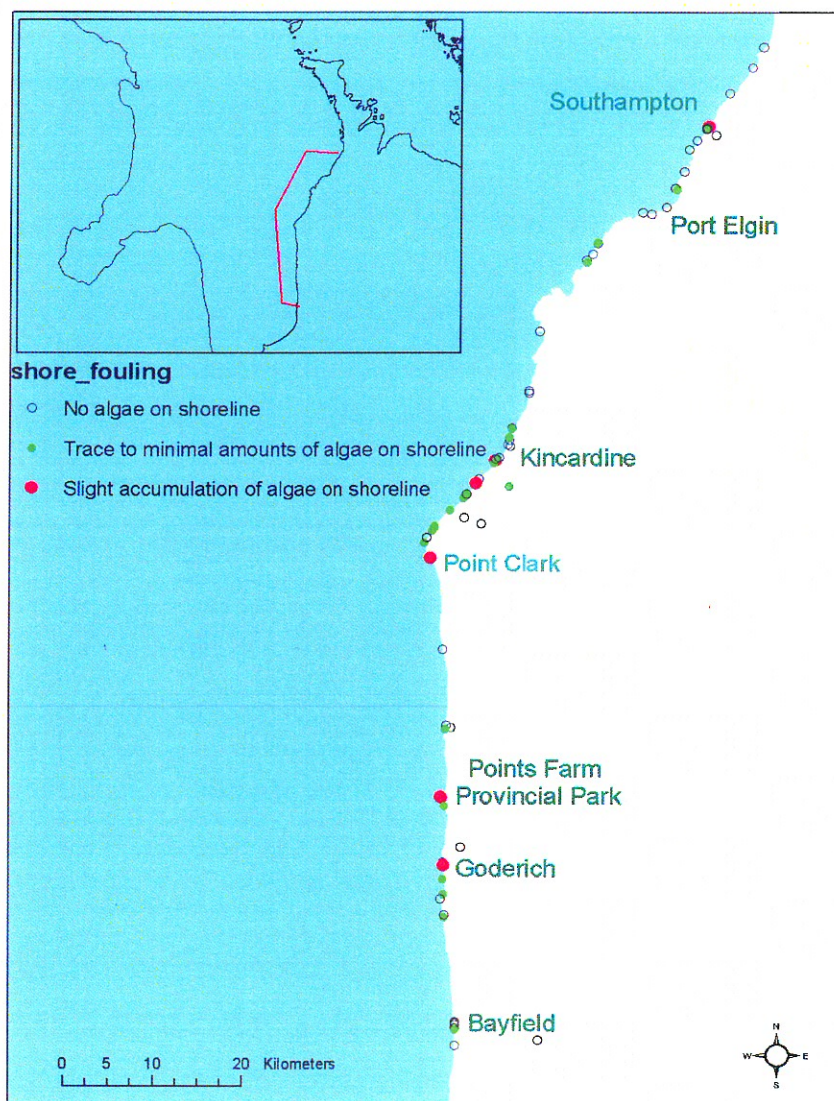 Southampton
Port Elgin
shore_fouling
No algae on shoreline
Trace to minimal amounts of algae on shoreline
Slight accumulation of algae on shoreline
Kincardine
Point Clark
Points Farm
Provincial Park
Goderich
Bayfield
0 5 10 20 Kilometers
N
W E
S